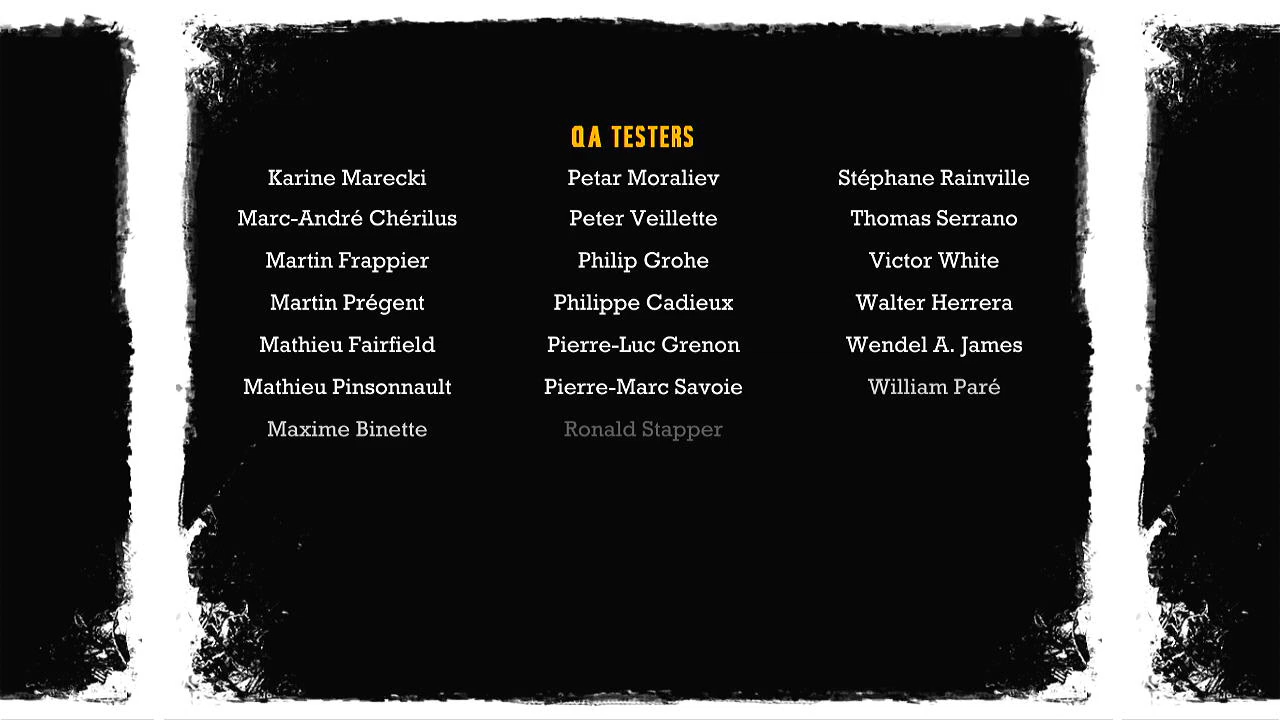 QA TESTERS
Karine Marecki
Marc-André Chérilus
Martin Frappier
Martin Prégent
Mathieu Fairfield
Mathieu Pinsonnault
Maxime Binette
Petar Moraliev
Peter Veillette
Philip Grohe
Philippe Cadieux
Pierre-Luc Grenon
Pierre-Marc Savoie
Ronald Stapper
Stéphane Rainville
Thomas Serrano
Victor White
Walter Herrera
Wendel A. James
William Paré